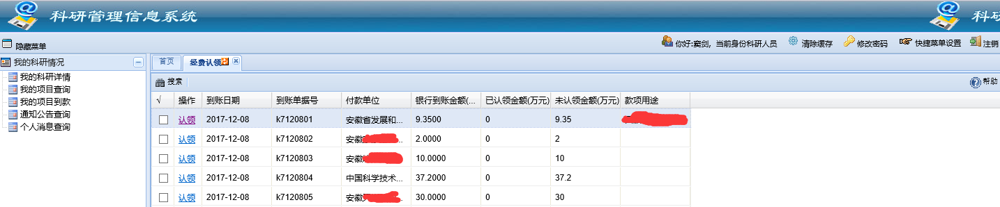 科研管理信息系统 科研
隐藏菜单 你好:窦剑，当前身份科研人员 清除缓存 修改密码 快捷菜单设置 注销
我的科研情况 首页 经费认领
我的科研详情 搜索 帮助
我的项目查询
我的项目到款
通知公告查询
个人消息查询
√ 操作 到账日期 到账单据号 付款单位 银行到账金额(... 已认领金额(万元) 未认领金额(万元) 款项用途
认领 2017-12-08 k7120801 安徽省发展和... 9.3500 0 9.35
认领 2017-12-08 k7120802 安徽 2.0000 0 2
认领 2017-12-08 k7120803 安徽 10.0000 0 10
认领 2017-12-08 k7120804 中国科学技术... 37.2000 0 37.2
认领 2017-12-08 k7120805 安徽 30.0000 0 30